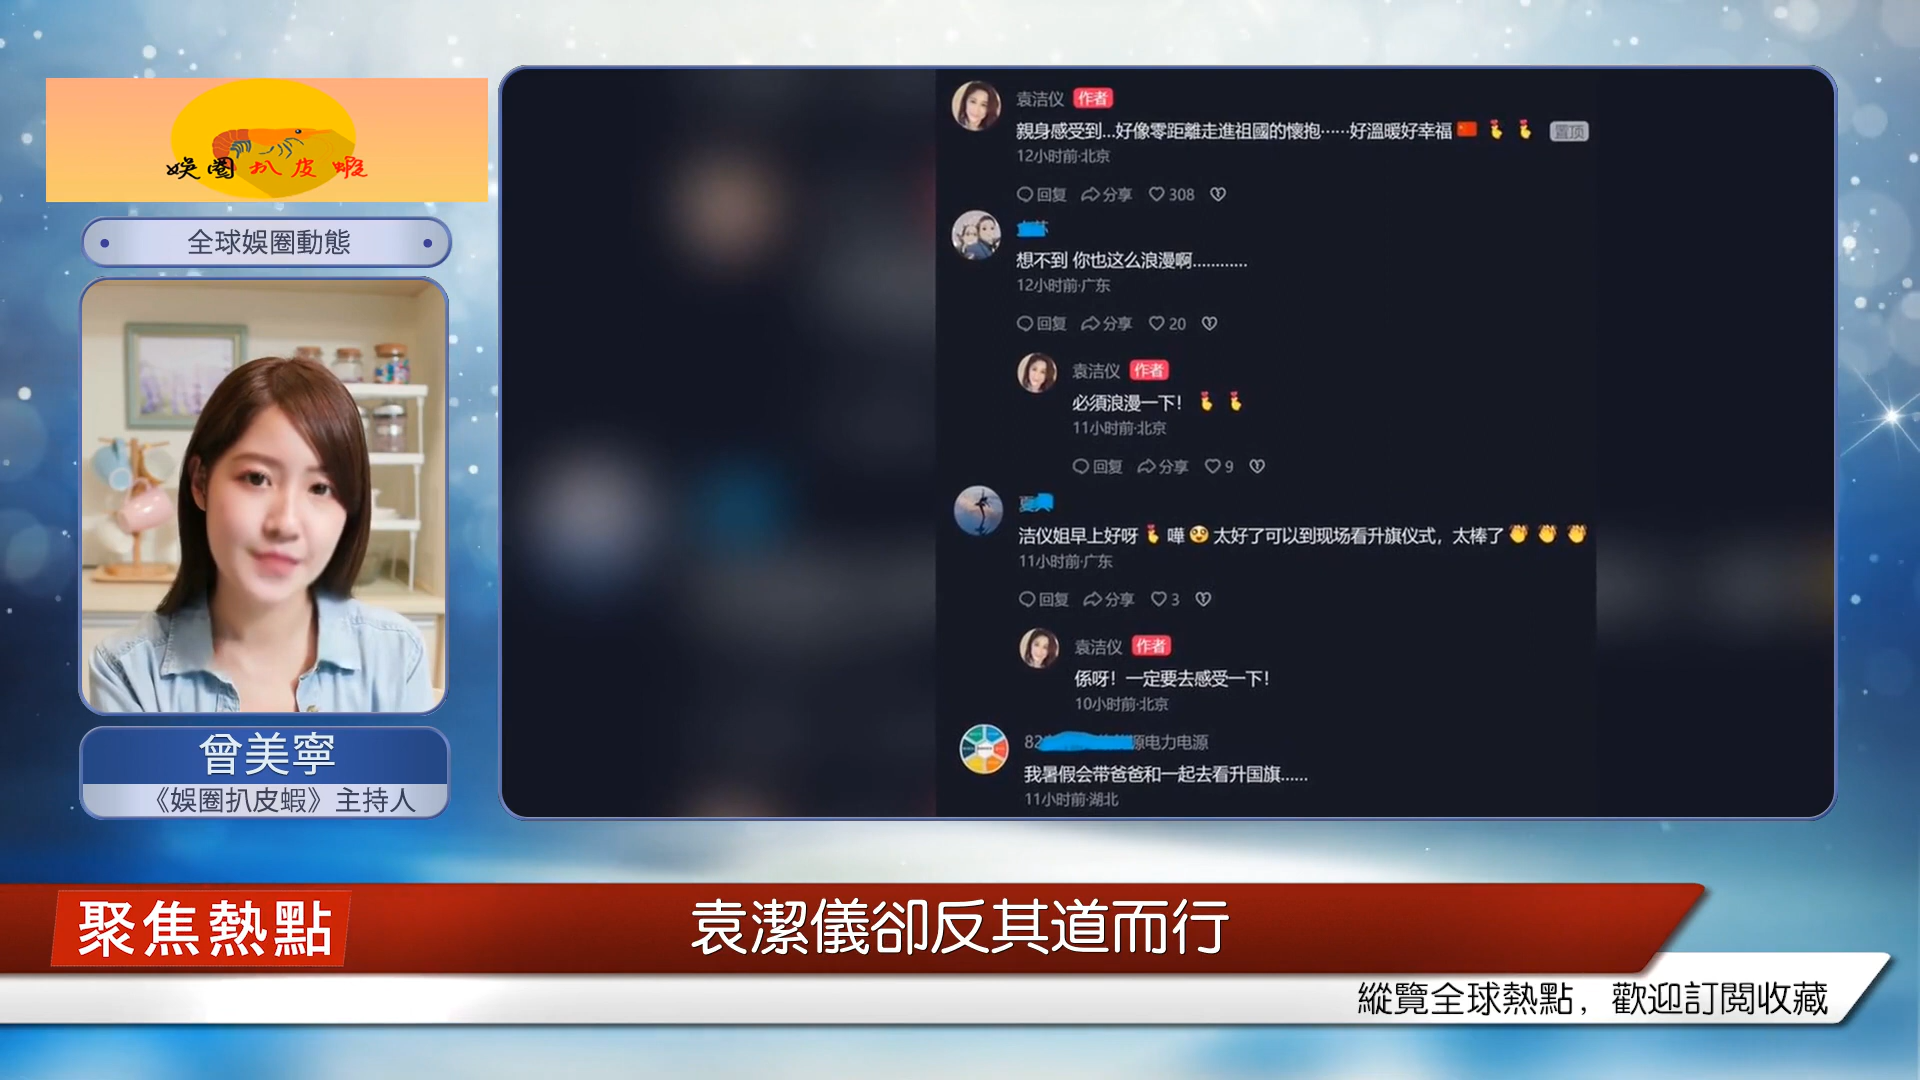 娛圈扒皮蝦
全球娛圈動態
曾美寧
《娛圈扒皮蝦》主持人
袁洁仪 作者
親身感受到...好像零距離走進祖國的懷抱……好溫暖好幸福 置顶
12小时前·北京
回复 分享 308
想不到 你也这么浪漫啊............
12小时前·广东
回复 分享 20
袁洁仪 作者
必須浪漫一下！
11小时前·北京
回复 分享 9
夏
洁仪姐早上好呀 嘩 太好了可以到现场看升旗仪式，太棒了
11小时前·广东
回复 分享 3
袁洁仪 作者
係呀！一定要去感受一下！
10小时前·北京
82 源电力电源
我暑假会带爸爸和一起去看升国旗......
11小时前·湖北
聚焦熱點
袁潔儀卻反其道而行
縱覽全球熱點，歡迎訂閱收藏